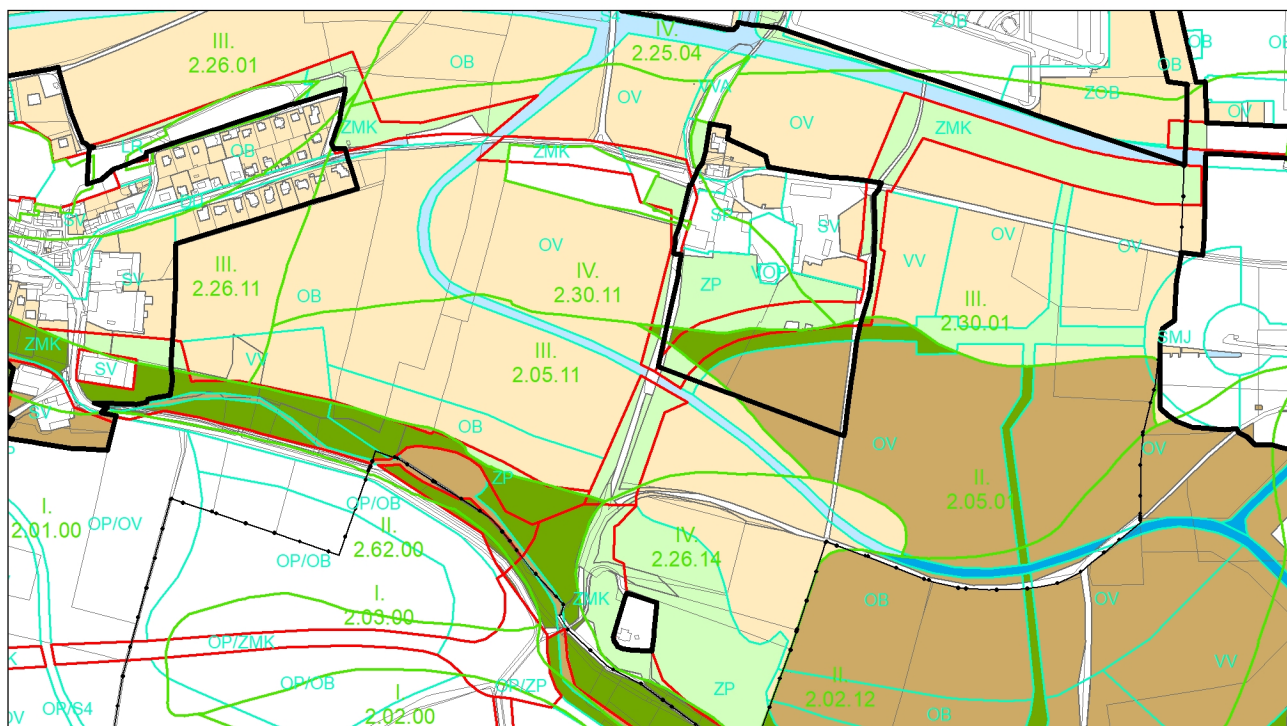 S4
IV.
2.25.04
ZOB
OB
OB
III.
2.26.01
OB
OB
ZOB
OV
VVA
OV
OV
ZMK
ZMK
ZMK
OB
SV
SP
SV
OV
OV
OV
III.
2.26.11
SV
OB
IV.
2.30.11
ZP
VOP
VV
III.
2.30.01
SMJ
ZMK
SV
VV
III.
2.05.11
SV
OB
OV
OV
ZP
II.
2.05.01
I.
2.01.00
OP/OV
OP/OB
II.
2.62.00
OP/OB
IV.
2.26.14
I.
2.03.00
ZMK
OB
OV
OP/ZMK
OP/OB
OP/ZP
ZP
II.
2.02.12
VV
OP/S4
I.
2.02.00
OB